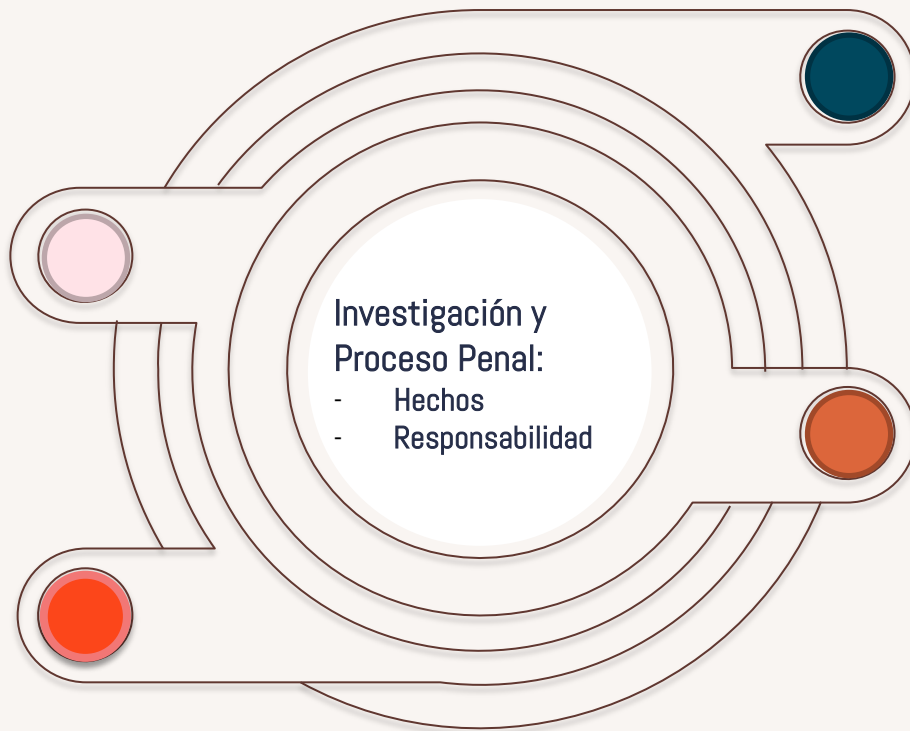 Investigación y
Proceso Penal:
- Hechos
- Responsabilidad